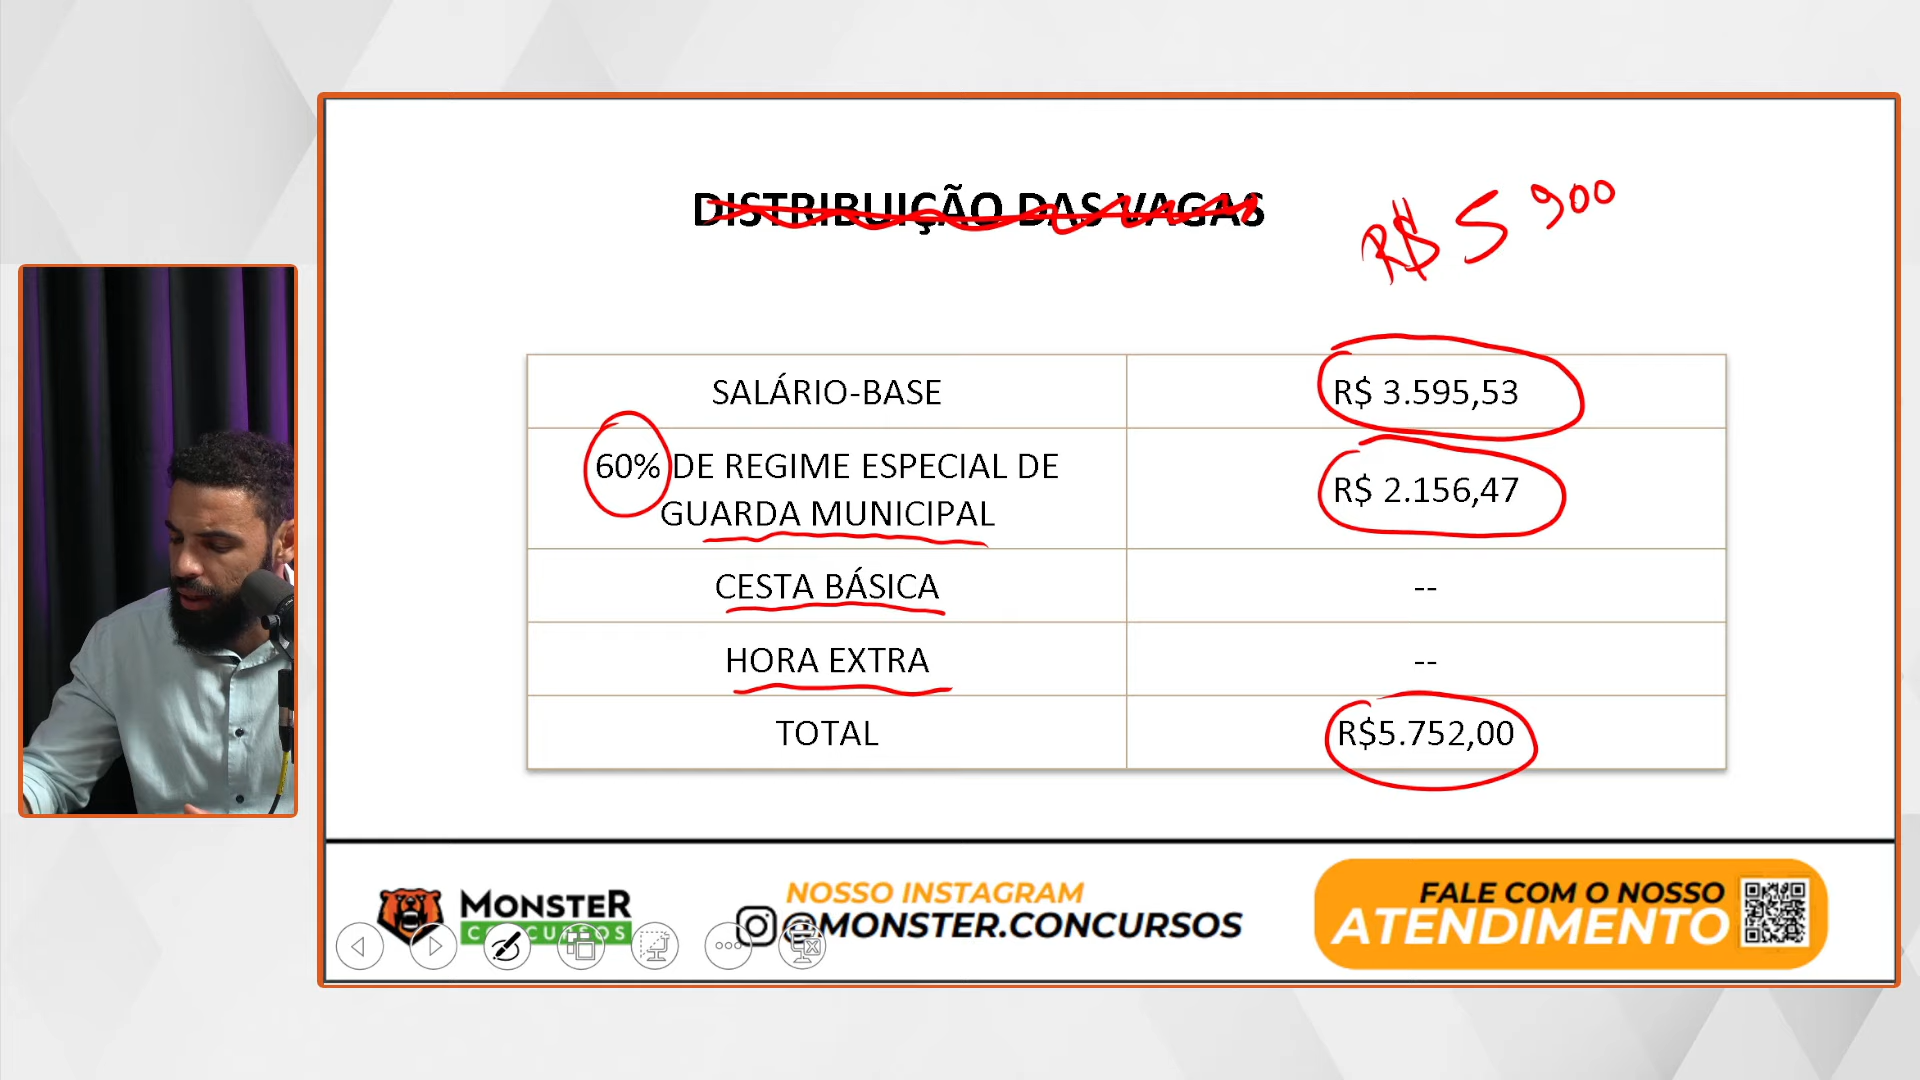 DISTRIBUIÇÃO DAS VAGAS
R$ 5 900
SALÁRIO-BASE
R$ 3.595,53
60% DE REGIME ESPECIAL DE
GUARDA MUNICIPAL
R$ 2.156,47
CESTA BÁSICA
--
HORA EXTRA
--
TOTAL
R$5.752,00
MONSTER
CONCURSOS
NOSSO INSTAGRAM
@MONSTER.CONCURSOS
FALE COM O NOSSO
ATENDIMENTO